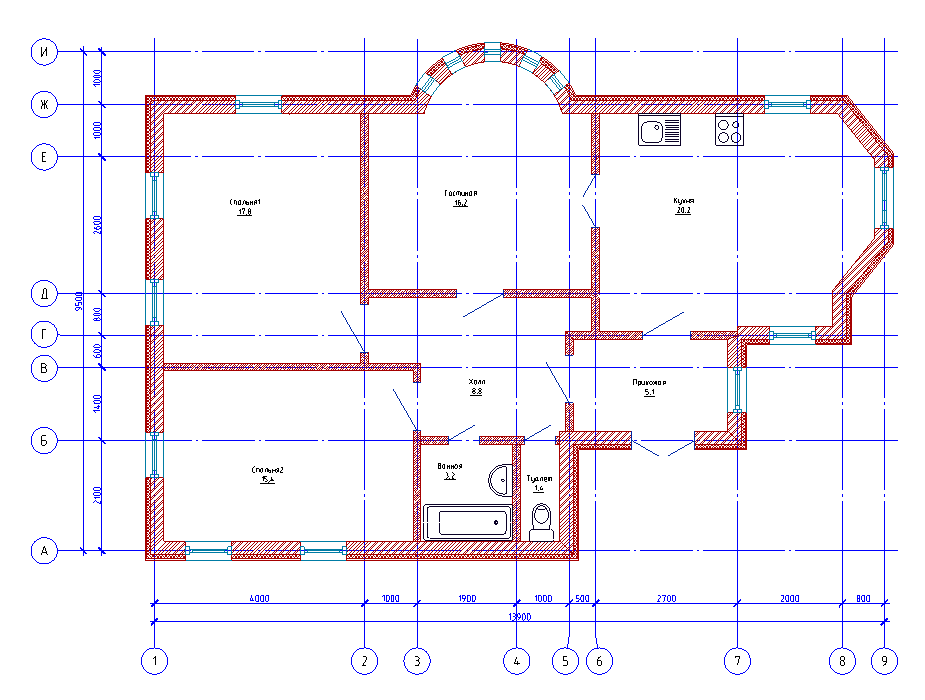 И
Ж
Е
Д
Г
В
Б
А
1000
1000
2600
800
600
1400
2100
9500
Спальня1
17,8
Гостиная
16,2
Кухня
20,2
Холл
8,8
Прихожая
5,1
Спальня2
15,4
Ванная
3,2
Туалет
1,4
4000
1000
1900
1000
500
2700
2000
800
13900
1
2
3
4
5
6
7
8
9